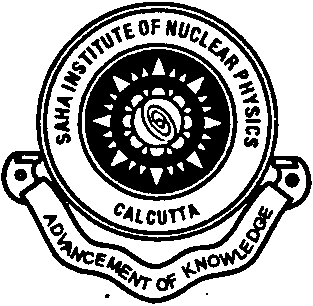 SAHA INSTITUTE OF NUCLEAR PHYSICS
CALCUTTA
ADVANCEMENT OF KNOWLEDGE